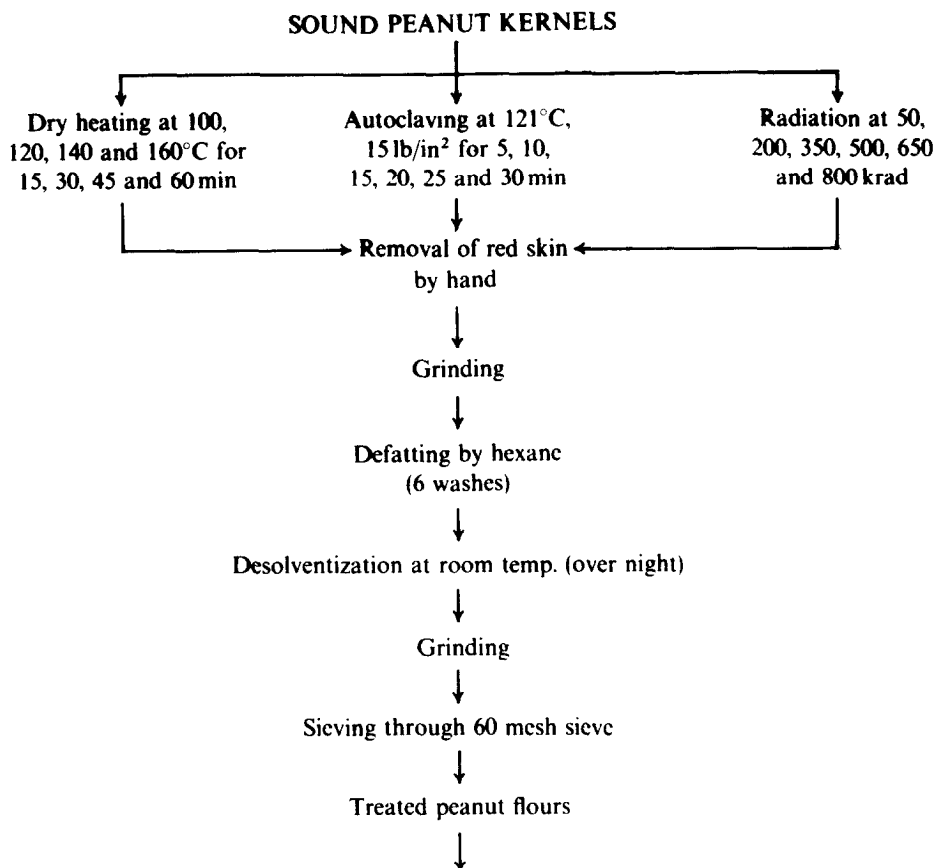 SOUND PEANUT KERNELS
Dry heating at 100,
120, 140 and 160°C for
15, 30, 45 and 60 min
Autoclaving at 121°C,
15 lb/in² for 5, 10,
15, 20, 25 and 30 min
Radiation at 50,
200, 350, 500, 650
and 800 krad
Removal of red skin
by hand
Grinding
Defatting by hexane
(6 washes)
Desolventization at room temp. (over night)
Grinding
Sieving through 60 mesh sieve
Treated peanut flours